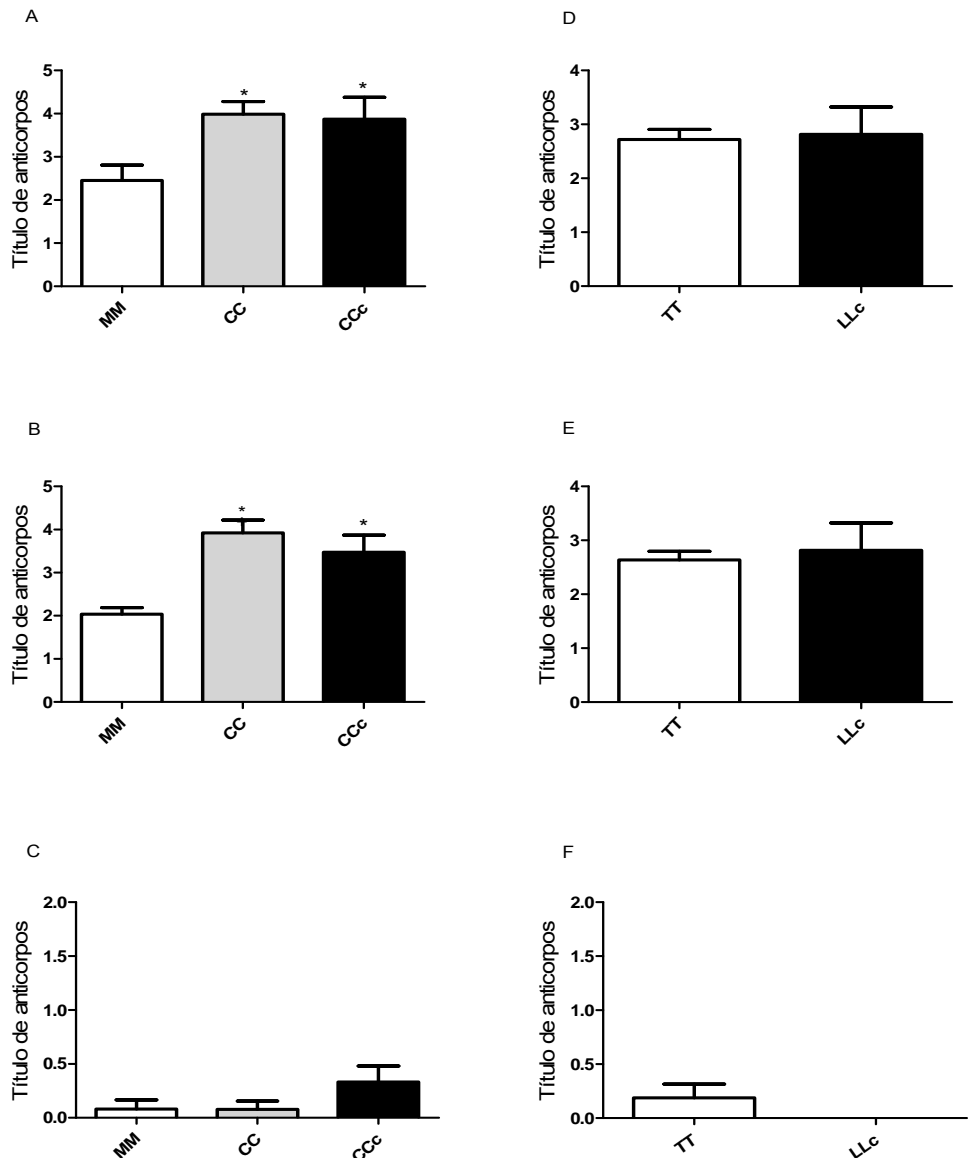 A
Título de anticorpos
5
4
3
2
1
0
*
*
MM
CC
CCc
D
Título de anticorpos
4
3
2
1
0
TT
LLc
B
Título de anticorpos
5
4
3
2
1
0
*
*
MM
CC
CCc
E
Título de anticorpos
4
3
2
1
0
TT
LLc
C
Título de anticorpos
2.0
1.5
1.0
0.5
0.0
MM
CC
CCc
F
Título de anticorpos
2.0
1.5
1.0
0.5
0.0
TT
LLc